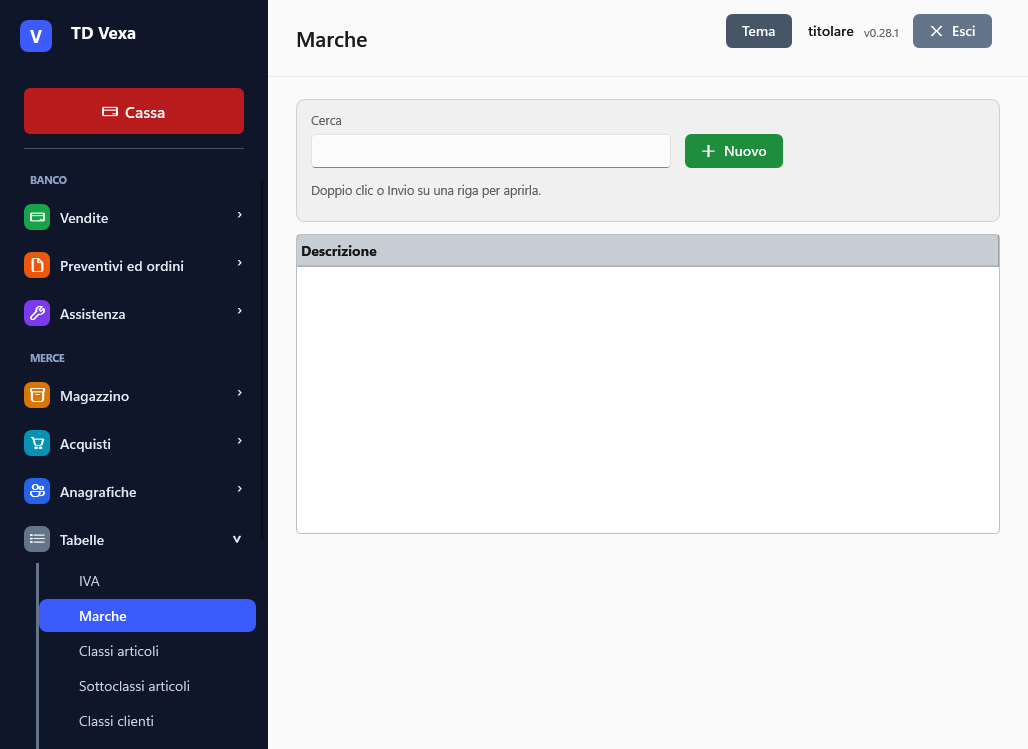 V
TD Vexa
Cassa
BANCO
Vendite
Preventivi ed ordini
Assistenza
MERCE
Magazzino
Acquisti
Anagrafiche
Tabelle
IVA
Marche
Classi articoli
Sottoclassi articoli
Classi clienti
Marche
Tema
titolare
v0.28.1
Esci
Cerca
Nuovo
Doppio clic o Invio su una riga per aprirla.
Descrizione